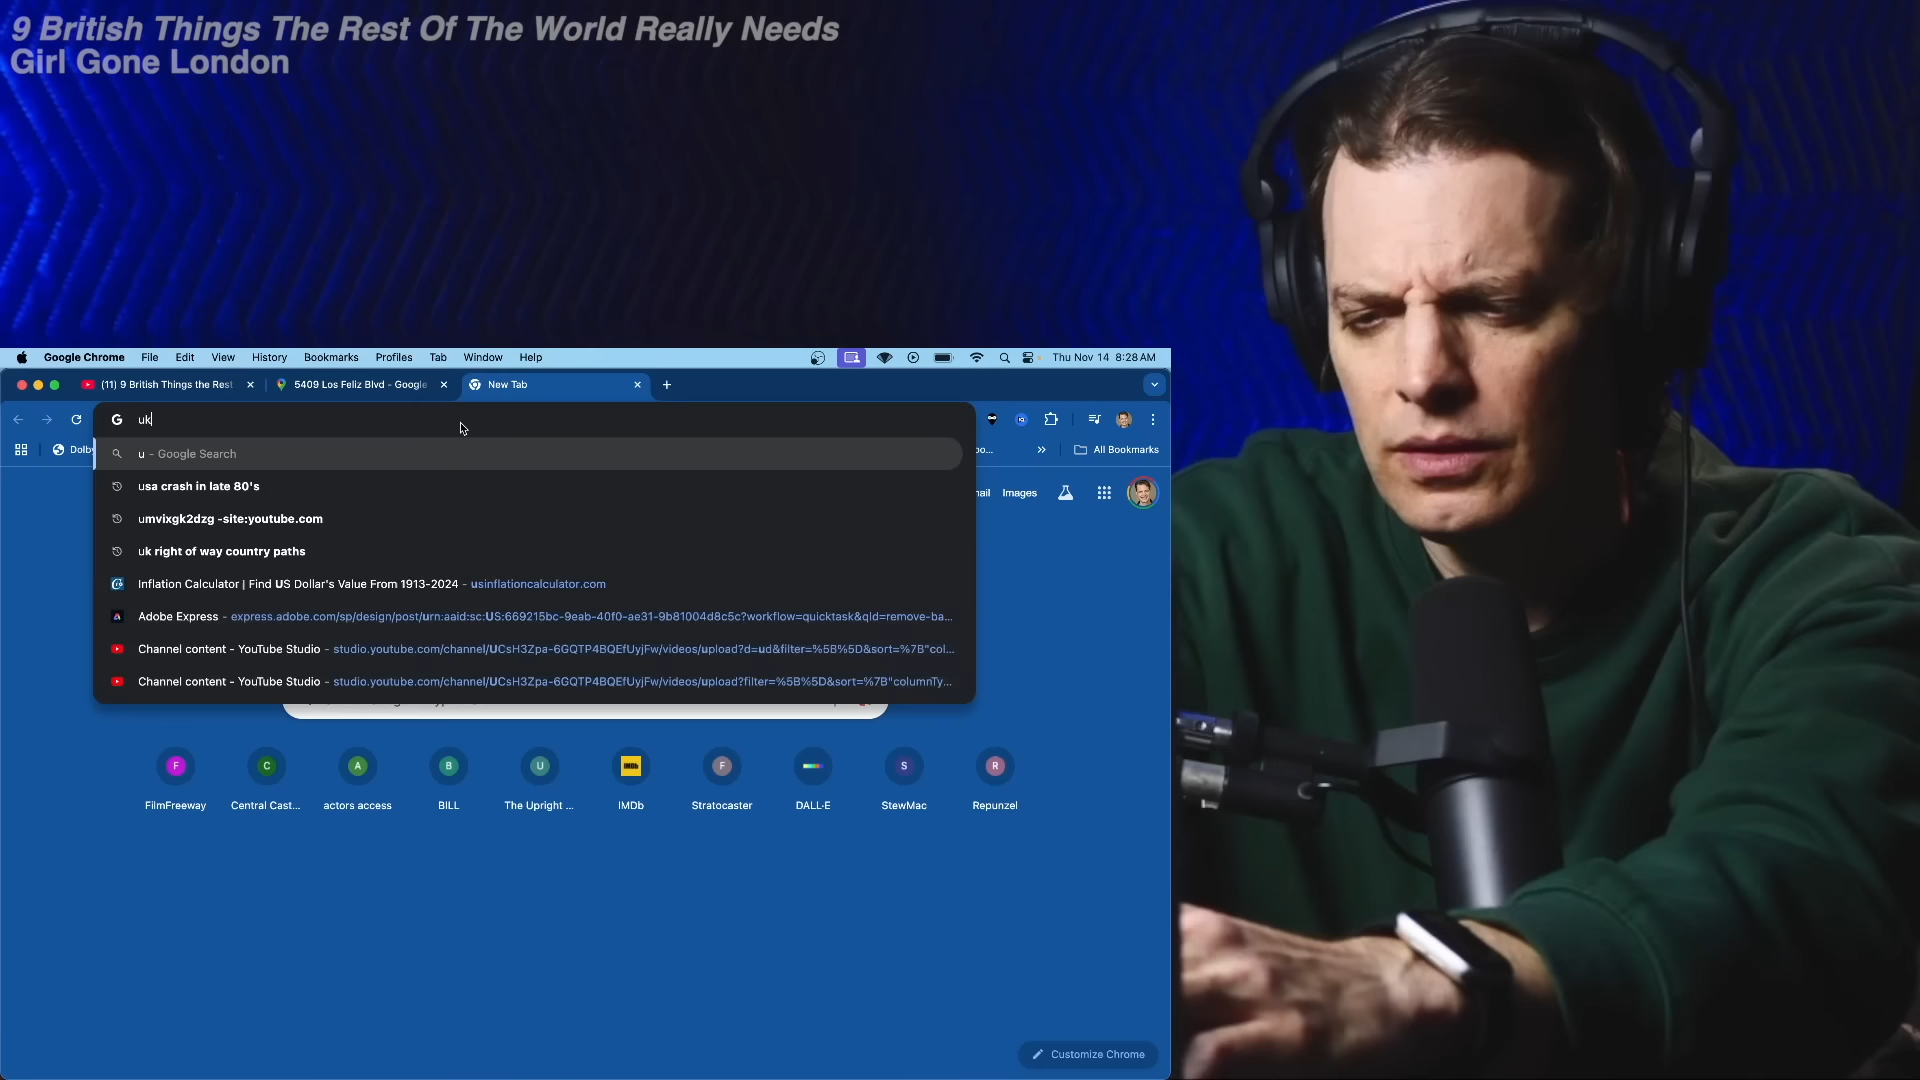 9 British Things The Rest Of The World Really Needs
Girl Gone London
Google Chrome File Edit View History Bookmarks Profiles Tab Window Help Thu Nov 14 8:28 AM
(11) 9 British Things the Rest 5409 Los Feliz Blvd - Google New Tab
uk
Dolby All Bookmarks
u - Google Search
usa crash in late 80's
Images
umvixgk2dzg -site:youtube.com
uk right of way country paths
Inflation Calculator | Find US Dollar's Value From 1913-2024 - usinflationcalculator.com
Adobe Express - express.adobe.com/sp/design/post/urn:aaid:sc:US:669215bc-9eab-40f0-ae31-9b81004d8c5c?workflow=quicktask&qId=remove-ba...
Channel content - YouTube Studio - studio.youtube.com/channel/UCsH3Zpa-6GQTP4BQEfUyjFw/videos/upload?d=ud&filter=%5B%5D&sort=%7B"col...
Channel content - YouTube Studio - studio.youtube.com/channel/UCsH3Zpa-6GQTP4BQEfUyjFw/videos/upload?filter=%5B%5D&sort=%7B"columnTy...
F C A B U IMDb F S R
FilmFreeway Central Cast... actors access BILL The Upright ... IMDb Stratocaster DALL·E StewMac Repunzel
Customize Chrome